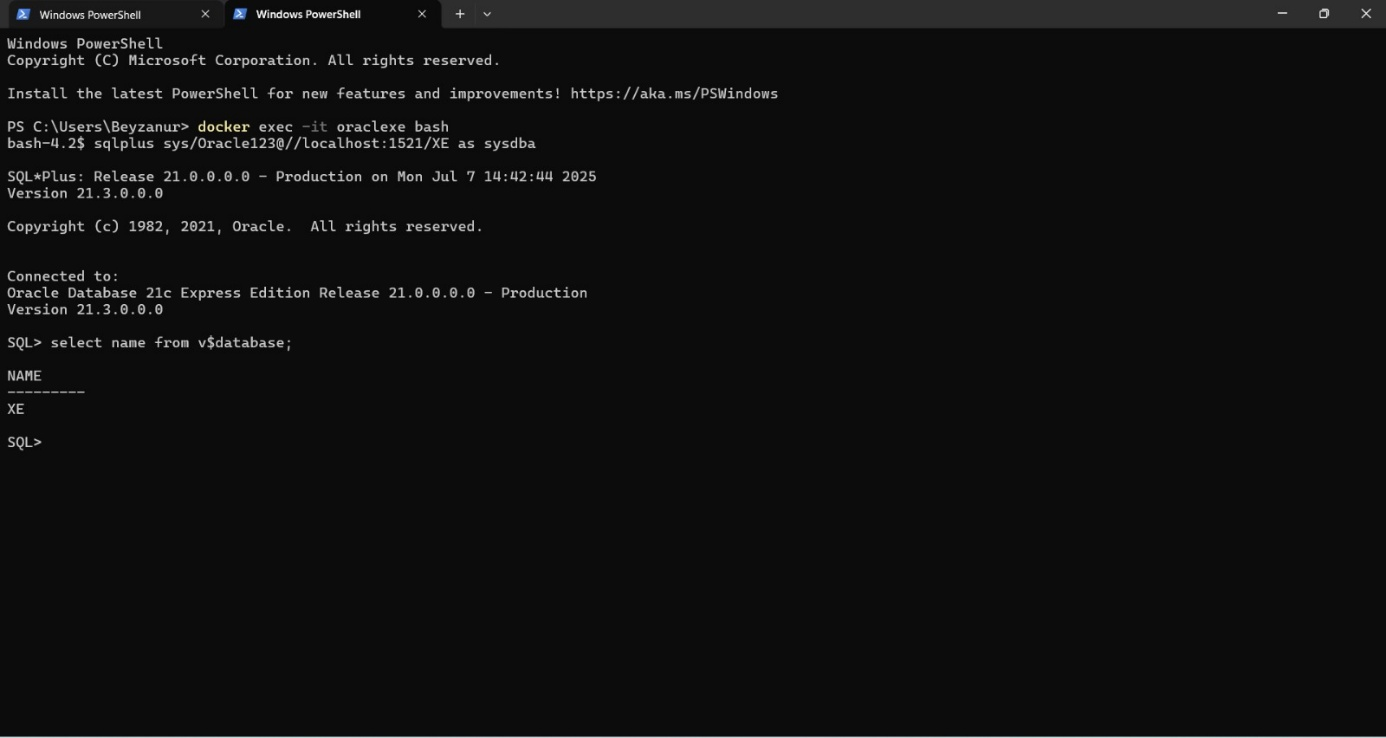 Windows PowerShell
Windows PowerShell
Windows PowerShell
Copyright (C) Microsoft Corporation. All rights reserved.
Install the latest PowerShell for new features and improvements! https://aka.ms/PSWindows
PS C:\Users\Beyzanur> docker exec -it oraclexe bash
bash-4.2$ sqlplus sys/Oracle123@//localhost:1521/XE as sysdba
SQL*Plus: Release 21.0.0.0.0 - Production on Mon Jul 7 14:42:44 2025
Version 21.3.0.0.0
Copyright (c) 1982, 2021, Oracle.  All rights reserved.
Connected to:
Oracle Database 21c Express Edition Release 21.0.0.0.0 - Production
Version 21.3.0.0.0
SQL> select name from v$database;
NAME
---------
XE
SQL>